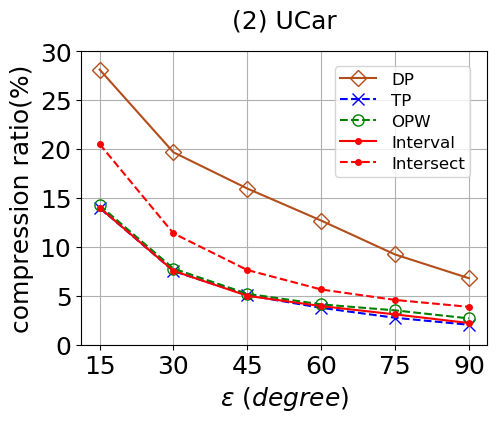 (2) UCar
compression ratio(%)
30
25
20
15
10
5
0
DP
TP
OPW
Interval
Intersect
15 30 45 60 75 90
ε (degree)